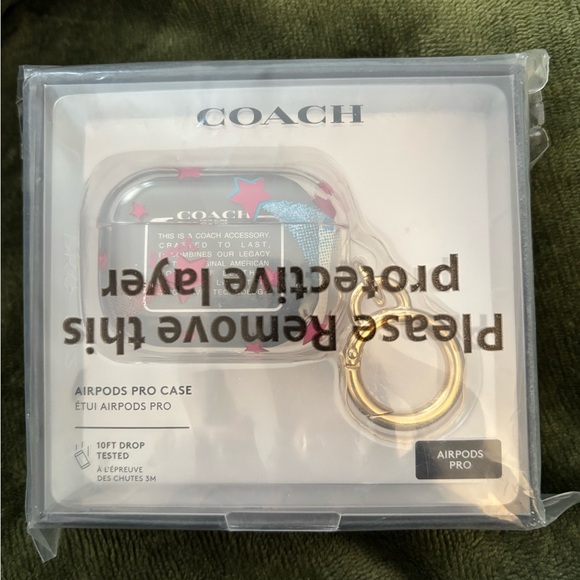 COACH
COACH
THIS IS A COACH ACCESSORY
CRAFTED TO LAST.
COMBINES OUR LEGACY
AMERICAN
Please Remove this
protective layer
AIRPODS PRO CASE
ÉTUI AIRPODS PRO
10FT DROP
TESTED
À L'ÉPREUVE
DES CHUTES 3M
AIRPODS
PRO